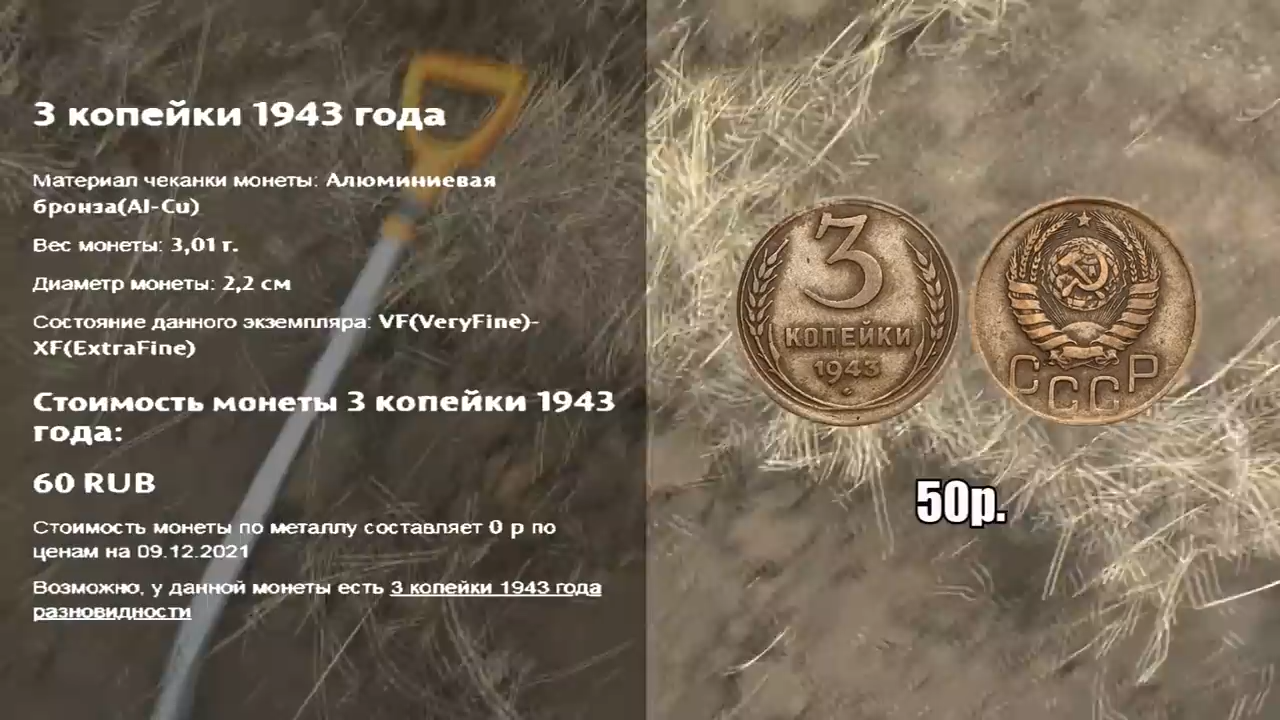 3 копейки 1943 года
Материал чеканки монеты: Алюминиевая
бронза(Al-Cu)
Вес монеты: 3,01 г.
Диаметр монеты: 2,2 см
Состояние данного экземпляра: VF(VeryFine)-
XF(ExtraFine)
Стоимость монеты 3 копейки 1943
года:
60 RUB
Стоимость монеты по металлу составляет 0 р по
ценам на 09.12.2021
Возможно, у данной монеты есть 3 копейки 1943 года
разновидности
3
КОПЕЙКИ
1943
СССР
50р.